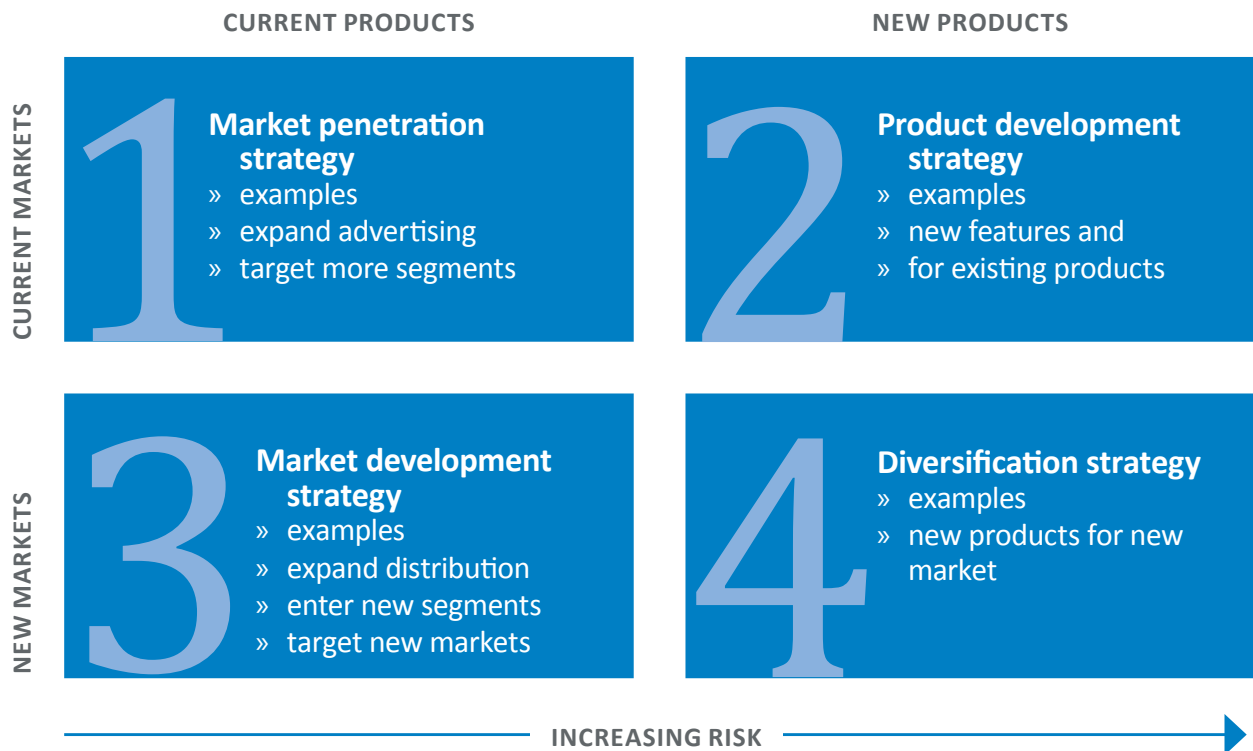 CURRENT PRODUCTS
NEW PRODUCTS
CURRENT MARKETS
1
Market penetration
strategy
» examples
» expand advertising
» target more segments
2
Product development
strategy
» examples
» new features and
» for existing products
NEW MARKETS
3
Market development
strategy
» examples
» expand distribution
» enter new segments
» target new markets
4
Diversification strategy
» examples
» new products for new
market
INCREASING RISK